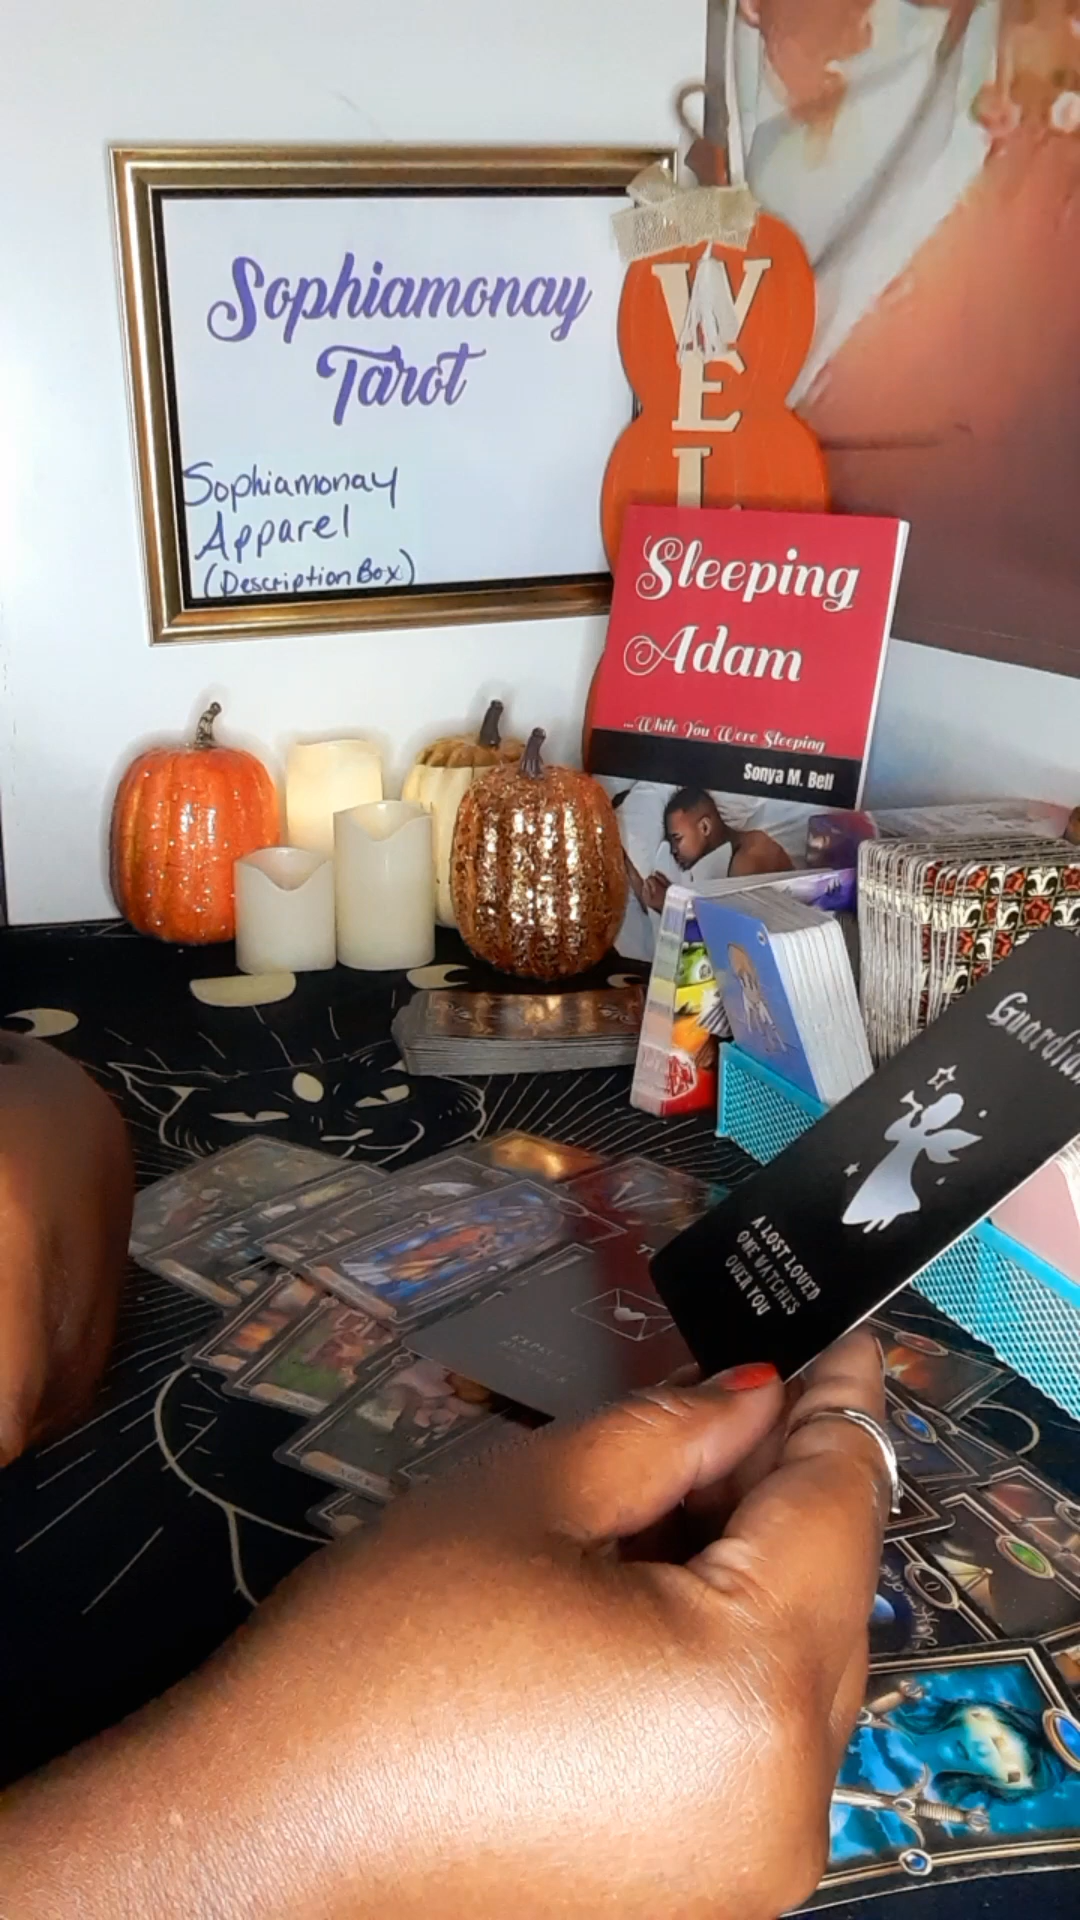 Sophiamonay
Tarot
Sophiamonay
Apparel
(Description Box)
W
E
L
Sleeping
Adam
...While You Were Sleeping
Sonya M. Bell
Guardian
A LOST LOVED
ONE WATCHES
OVER YOU